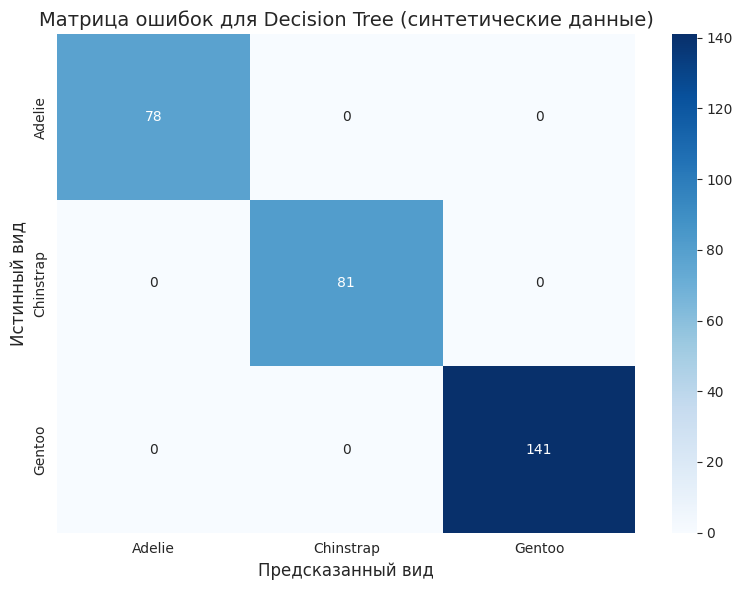 Матрица ошибок для Decision Tree (синтетические данные)
Истинный вид
Adelie
78
0
0
Chinstrap
0
81
0
Gentoo
0
0
141
Adelie
Chinstrap
Gentoo
Предсказанный вид
140
120
100
80
60
40
20
0